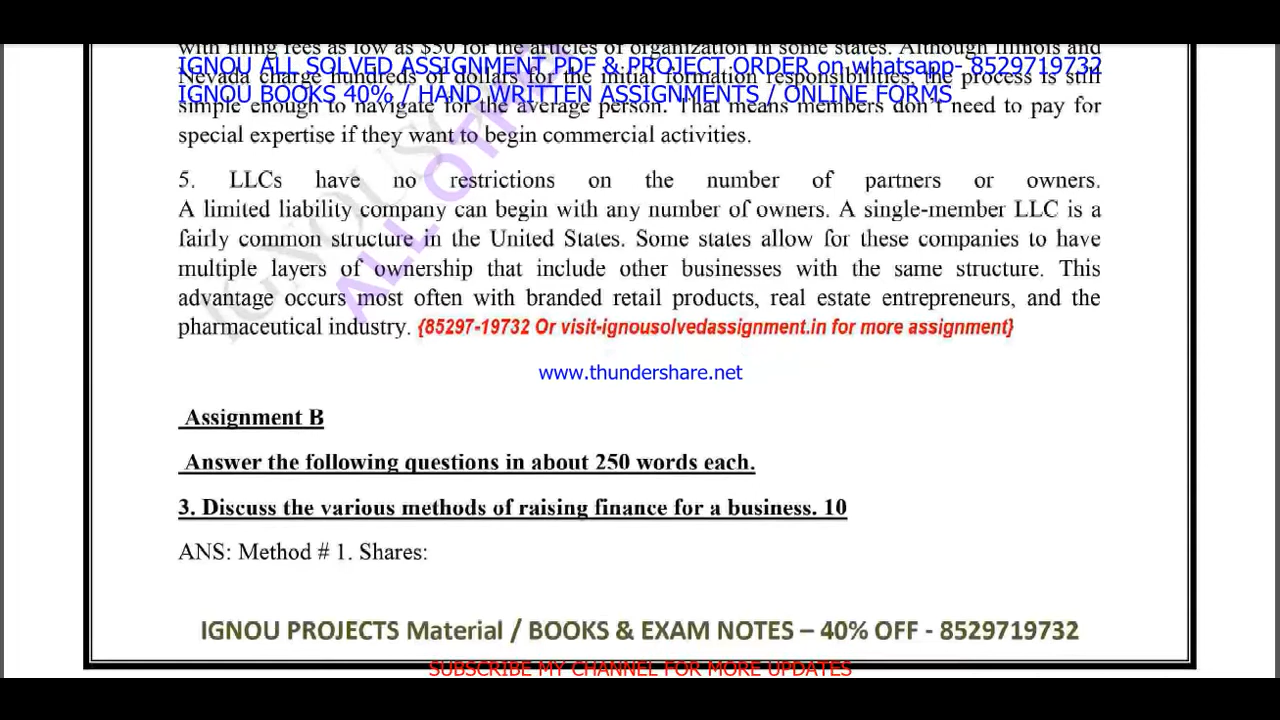 with filing fees as low as $50 for the articles of organization in some states. Although Illinois and
IGNOU ALL SOLVED ASSIGNMENT PDF & PROJECT ORDER on whatsapp- 8529719732
Nevada charge hundreds of dollars for the initial formation responsibilities, the process is still
IGNOU BOOKS 40% / HAND WRITTEN ASSIGNMENTS / ONLINE FORMS
simple enough to navigate for the average person. That means members don't need to pay for
special expertise if they want to begin commercial activities.
5. LLCs have no restrictions on the number of partners or owners.
A limited liability company can begin with any number of owners. A single-member LLC is a
fairly common structure in the United States. Some states allow for these companies to have
multiple layers of ownership that include other businesses with the same structure. This
advantage occurs most often with branded retail products, real estate entrepreneurs, and the
pharmaceutical industry. {85297-19732 Or visit-ignousolvedassignment.in for more assignment}
www.thundershare.net
Assignment B
Answer the following questions in about 250 words each.
3. Discuss the various methods of raising finance for a business. 10
ANS: Method # 1. Shares:
IGNOU PROJECTS Material / BOOKS & EXAM NOTES – 40% OFF - 8529719732
SUBSCRIBE MY CHANNEL FOR MORE UPDATES